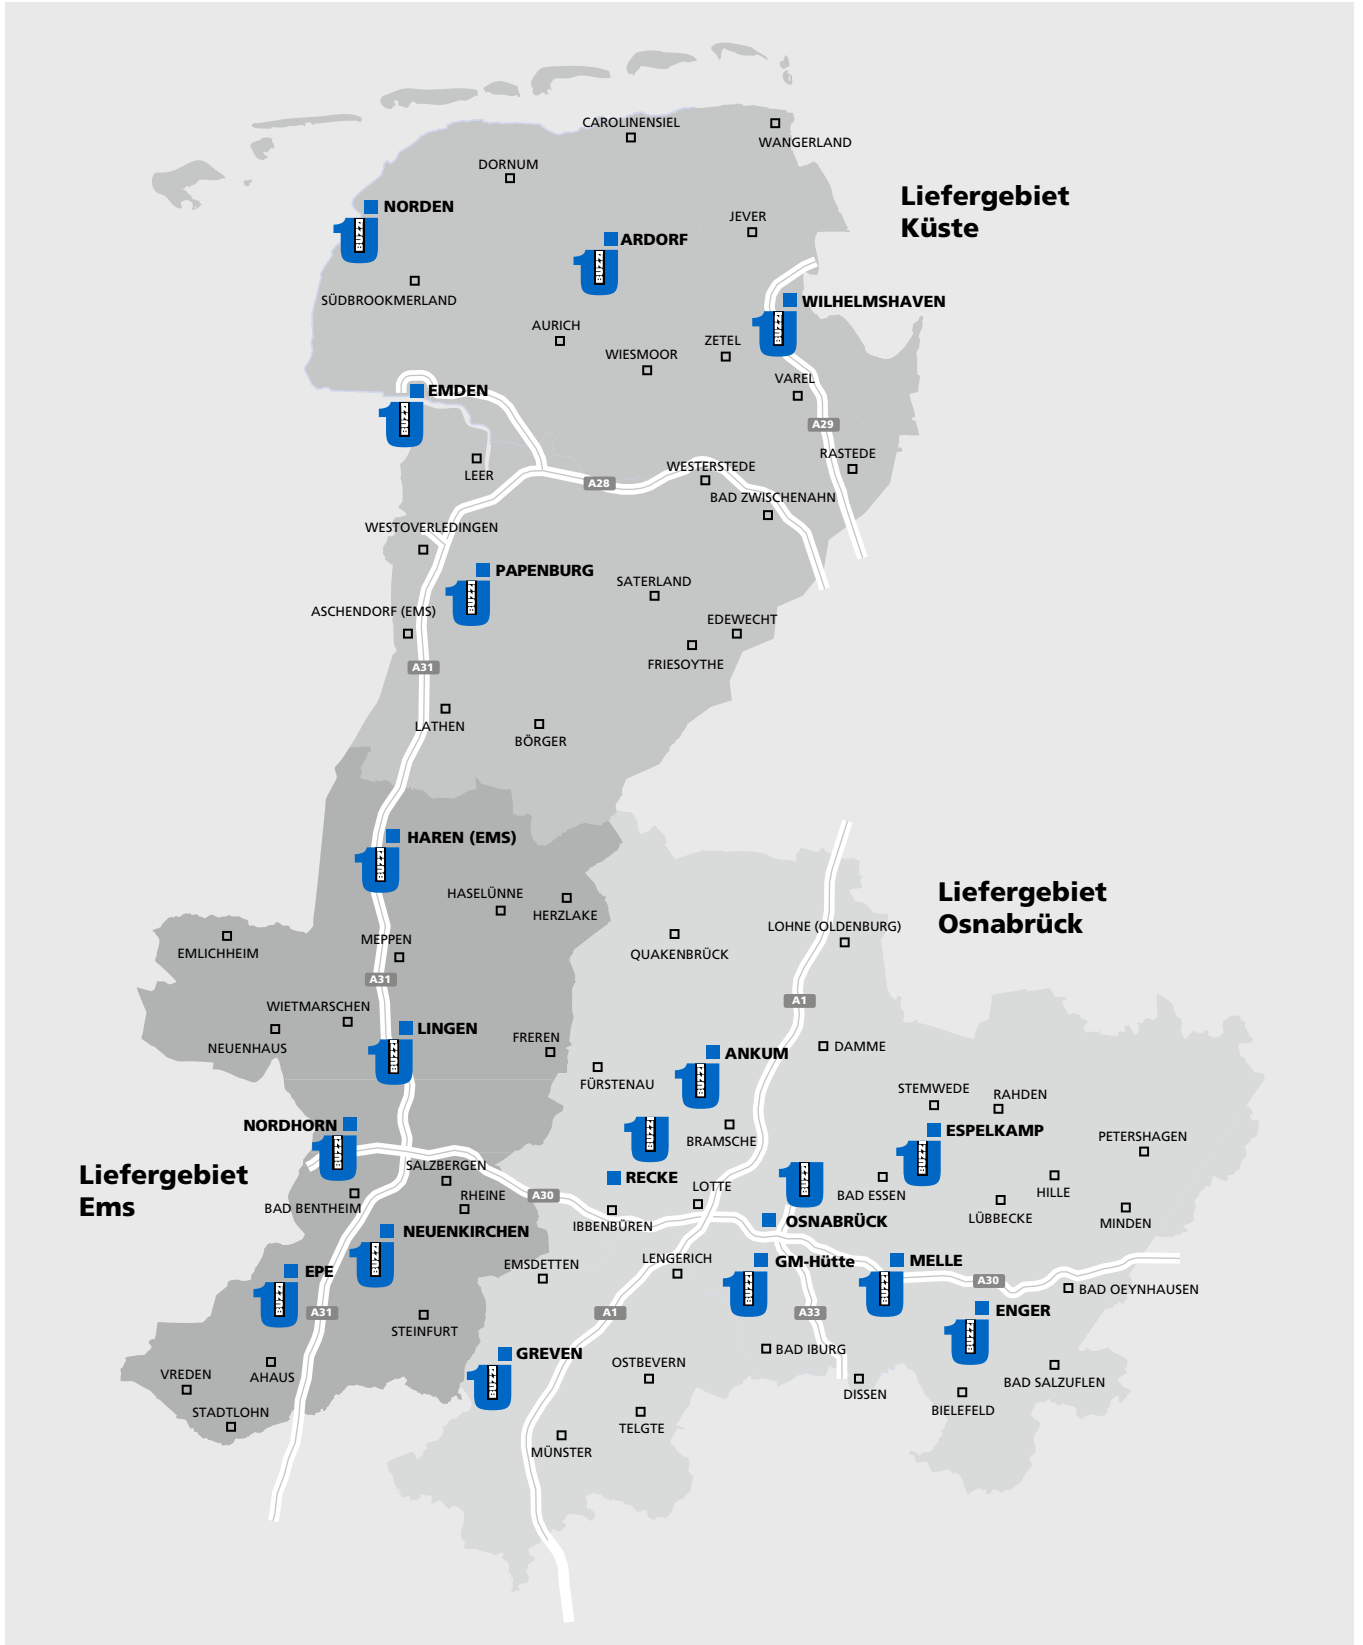 CAROLINENSIEL
WANGERLAND
DORNUM
Liefergebiet
Küste
NORDEN
JEVER
ARDORF
SÜDBROOKMERLAND
WILHELMSHAVEN
AURICH
ZETEL
WIESMOOR
VAREL
EMDEN
A29
RASTEDE
WESTERSTEDE
LEER
A28
BAD ZWISCHENAHN
WESTOVERLEDINGEN
PAPENBURG
SATERLAND
ASCHENDORF (EMS)
EDEWECHT
FRIESOYTHE
A31
LATHEN
BÖRGER
HAREN (EMS)
Liefergebiet
Osnabrück
HASELÜNNE
HERZLAKE
LOHNE (OLDENBURG)
MEPPEN
EMLICHHEIM
QUAKENBRÜCK
A31
A1
WIETMARSCHEN
LINGEN
FREREN
NEUENHAUS
DAMME
ANKUM
FÜRSTENAU
STEMWEDE
RAHDEN
NORDHORN
ESPELKAMP
BRAMSCHE
PETERSHAGEN
Liefergebiet
Ems
SALZBERGEN
RECKE
LOTTE
BAD ESSEN
HILLE
RHEINE
A30
BAD BENTHEIM
IBBENBÜREN
OSNABRÜCK
LÜBBECKE
MINDEN
NEUENKIRCHEN
LENGERICH
EMSDETTEN
GM-Hütte
MELLE
EPE
A30
BAD OEYNHAUSEN
A31
A1
A33
ENGER
STEINFURT
GREVEN
BAD IBURG
OSTBEVERN
VREDEN
AHAUS
DISSEN
BAD SALZUFLEN
STADTLOHN
BIELEFELD
TELGTE
MÜNSTER